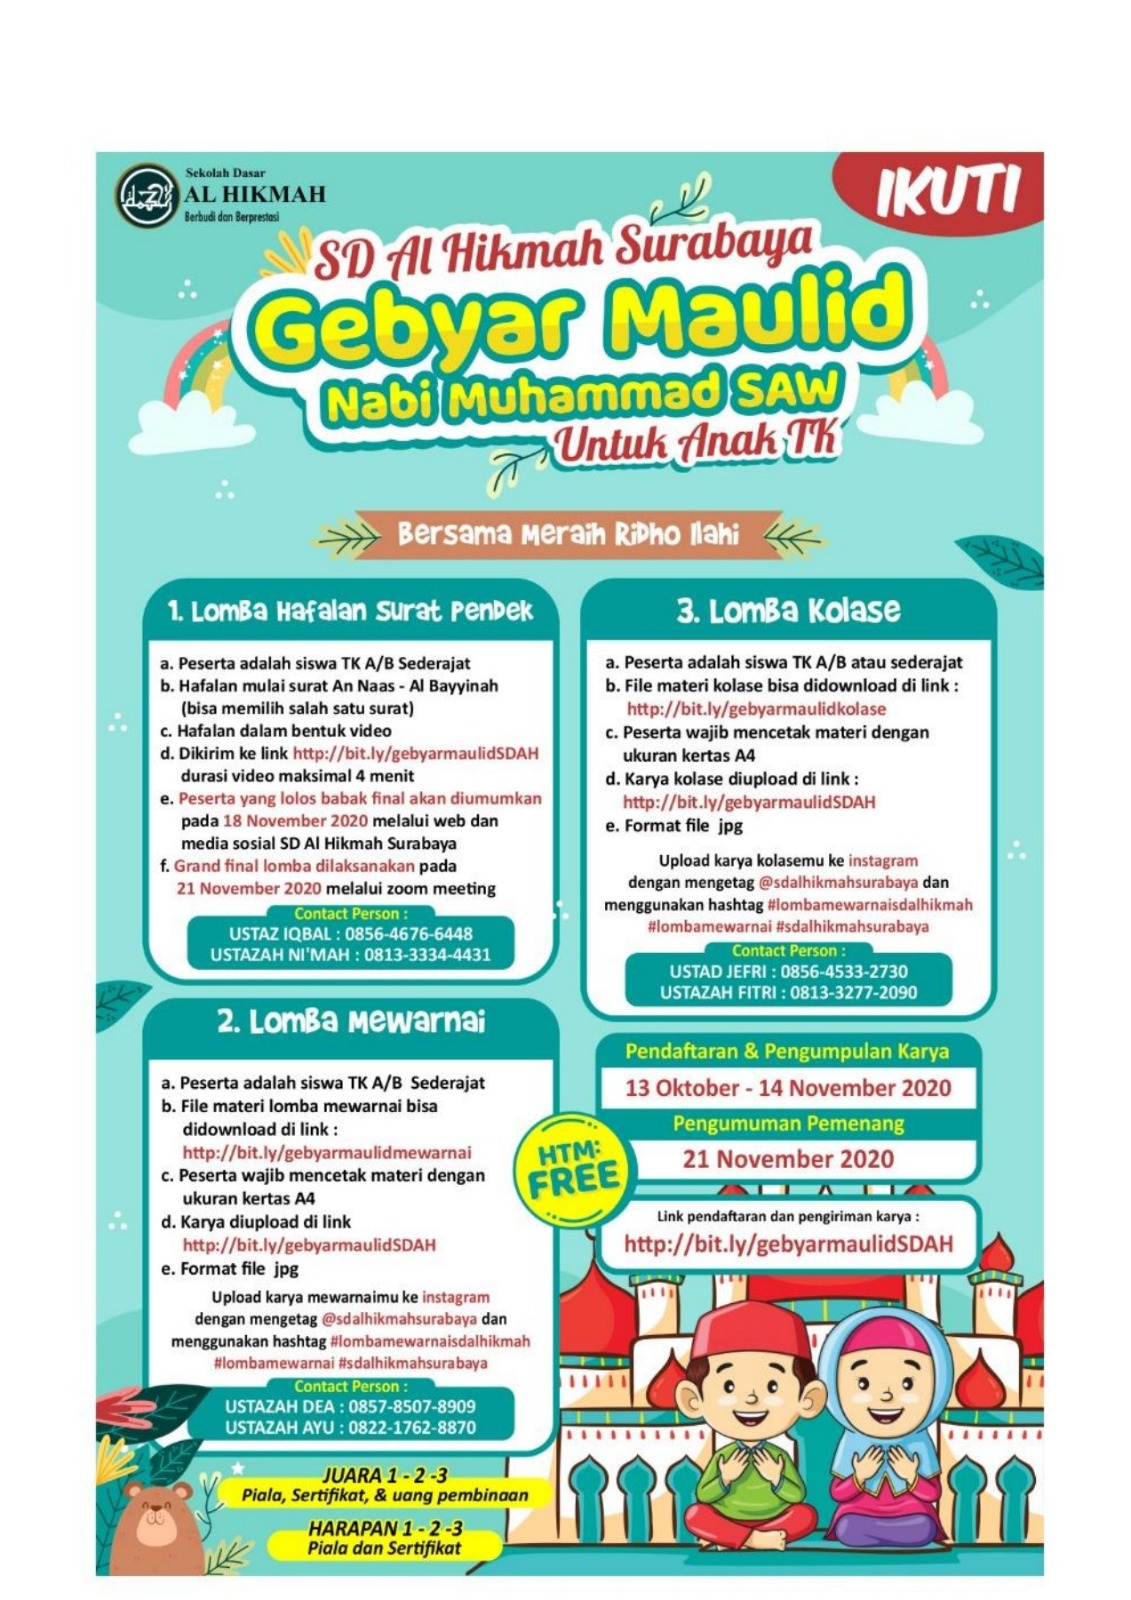 Sekolah Dasar
AL HIKMAH
Berbudi dan Berprestasi
IKUTI
SD Al Hikmah Surabaya
Gebyar Maulid
Nabi Muhammad SAW
Untuk Anak TK
Bersama Meraih Ridho Ilahi
1. Lomba Hafalan Surat Pendek
a. Peserta adalah siswa TK A/B Sederajat
b. Hafalan mulai surat An Naas - Al Bayyinah
(bisa memilih salah satu surat)
c. Hafalan dalam bentuk video
d. Dikirim ke link http://bit.ly/gebyarmaulidSDAH
durasi video maksimal 4 menit
e. Peserta yang lolos babak final akan diumumkan
pada 18 November 2020 melalui web dan
media sosial SD Al Hikmah Surabaya
f. Grand final lomba dilaksanakan pada
21 November 2020 melalui zoom meeting
Contact Person :
USTAZ IQBAL : 0856-4676-6448
USTAZAH NI'MAH : 0813-3334-4431
2. Lomba Mewarnai
a. Peserta adalah siswa TK A/B Sederajat
b. File materi lomba mewarnai bisa
didownload di link :
http://bit.ly/gebyarmaulidmewarnai
c. Peserta wajib mencetak materi dengan
ukuran kertas A4
d. Karya diupload di link
http://bit.ly/gebyarmaulidSDAH
e. Format file jpg
Upload karya mewarnaimu ke instagram
dengan mengetag @sdalhikmahsurabaya dan
menggunakan hashtag #lombamewarnaisdalhikmah
#lombamewarnai #sdalhikmahsurabaya
Contact Person :
USTAZAH DEA : 0857-8507-8909
USTAZAH AYU : 0822-1762-8870
JUARA 1 - 2 -3
Piala, Sertifikat, & uang pembinaan
HARAPAN 1 - 2 -3
Piala dan Sertifikat
3. Lomba Kolase
a. Peserta adalah siswa TK A/B atau sederajat
b. File materi kolase bisa didownload di link :
http://bit.ly/gebyarmaulidkolase
c. Peserta wajib mencetak materi dengan
ukuran kertas A4
d. Karya kolase diupload di link :
http://bit.ly/gebyarmaulidSDAH
e. Format file jpg
Upload karya kolasemu ke instagram
dengan mengetag @sdalhikmahsurabaya dan
menggunakan hashtag #lombamewarnaisdalhikmah
#lombamewarnai #sdalhikmahsurabaya
Contact Person :
USTAD JEFRI : 0856-4533-2730
USTAZAH FITRI : 0813-3277-2090
Pendaftaran & Pengumpulan Karya
13 Oktober - 14 November 2020
Pengumuman Pemenang
21 November 2020
HTM:
FREE
Link pendaftaran dan pengiriman karya :
http://bit.ly/gebyarmaulidSDAH